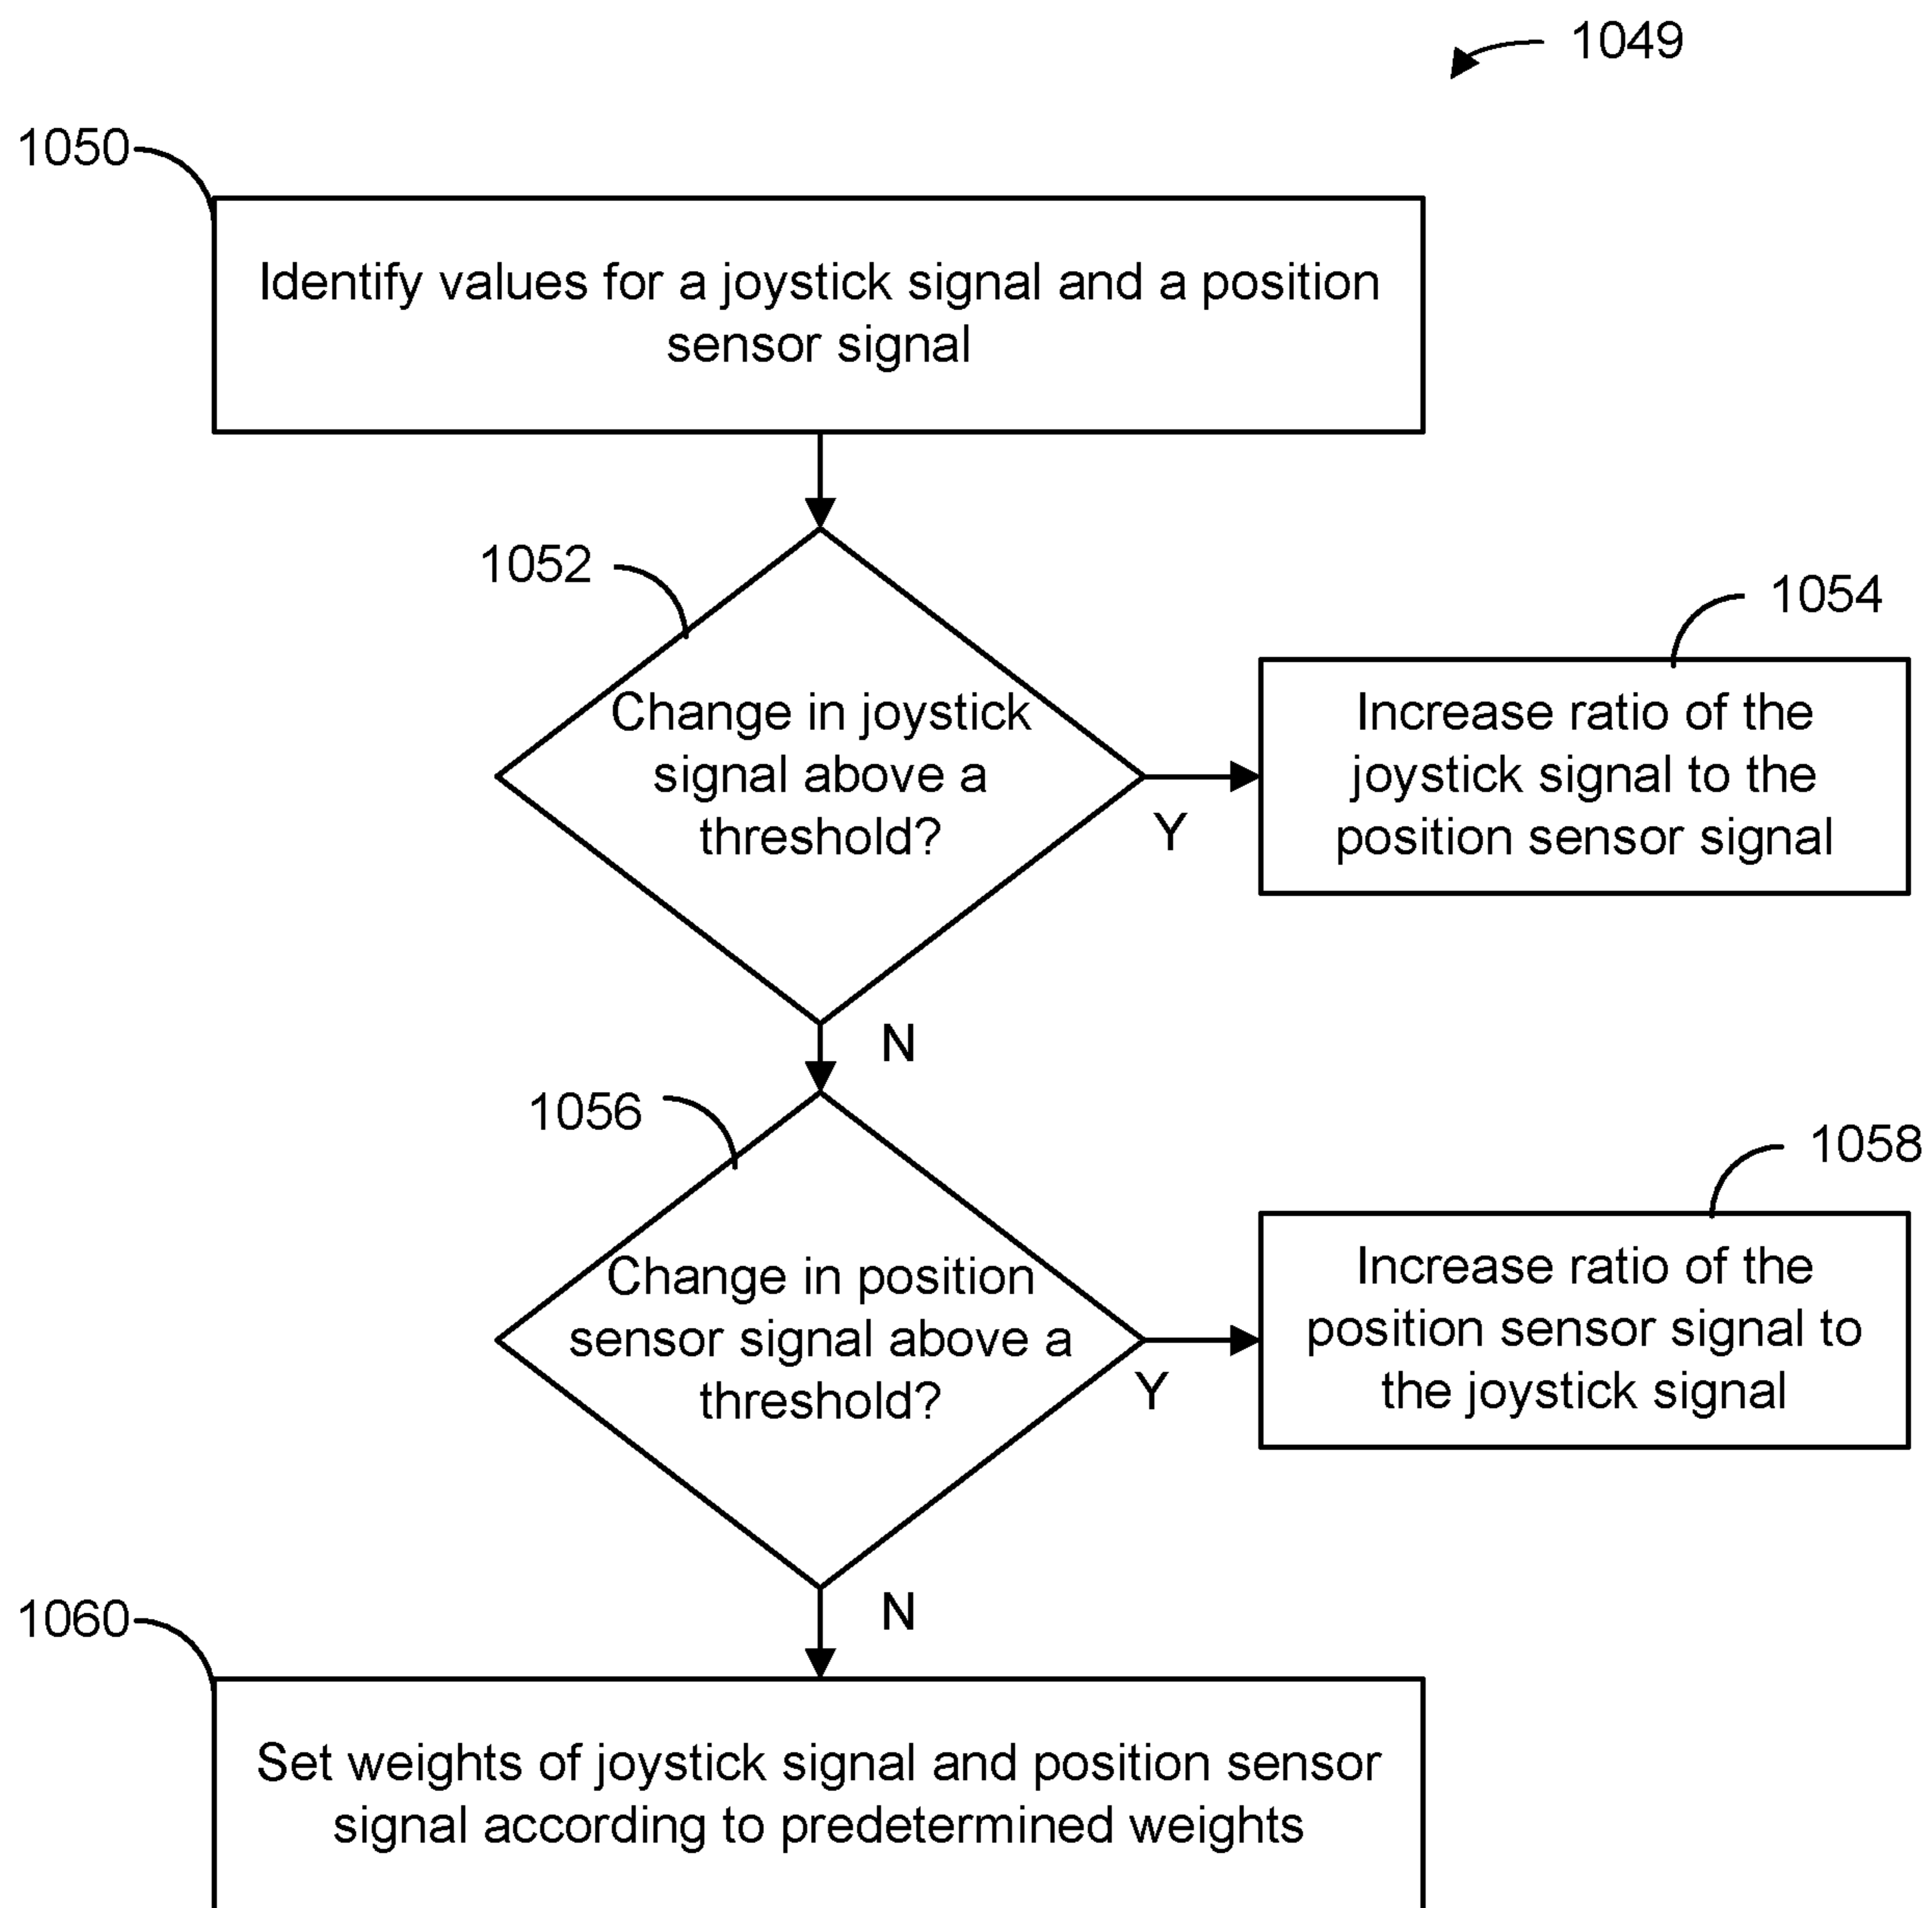 1049
1050
Identify values for a joystick signal and a position
sensor signal
1052
Change in joystick
signal above a
threshold?
Y
1054
Increase ratio of the
joystick signal to the
position sensor signal
N
1056
Change in position
sensor signal above a
threshold?
Y
1058
Increase ratio of the
position sensor signal to
the joystick signal
N
1060
Set weights of joystick signal and position sensor
signal according to predetermined weights